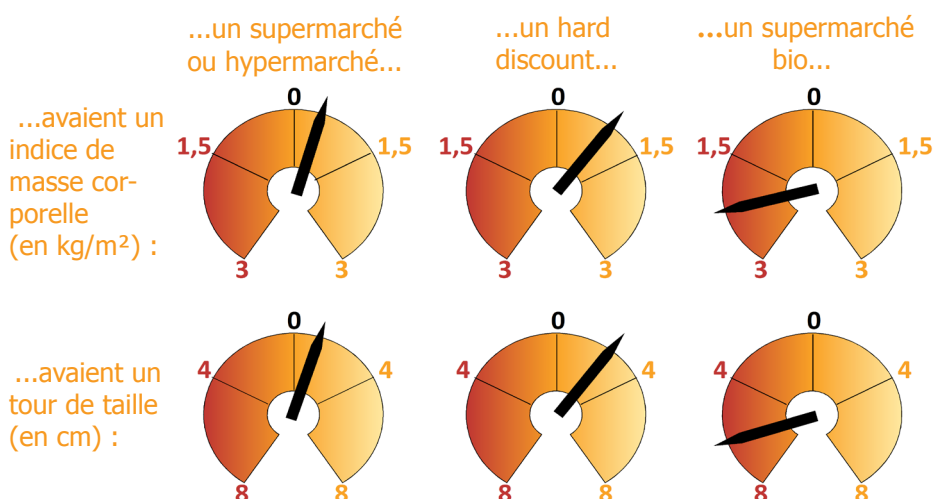 ...un supermarché
ou hypermarché...
...un hard
discount...
...un supermarché
bio...
...avaient un
indice de
masse cor-
porelle
(en kg/m²) :
0
1,5
1,5
3
3
0
1,5
1,5
3
3
0
1,5
1,5
3
3
...avaient un
tour de taille
(en cm) :
0
4
4
8
8
0
4
4
8
8
0
4
4
8
8